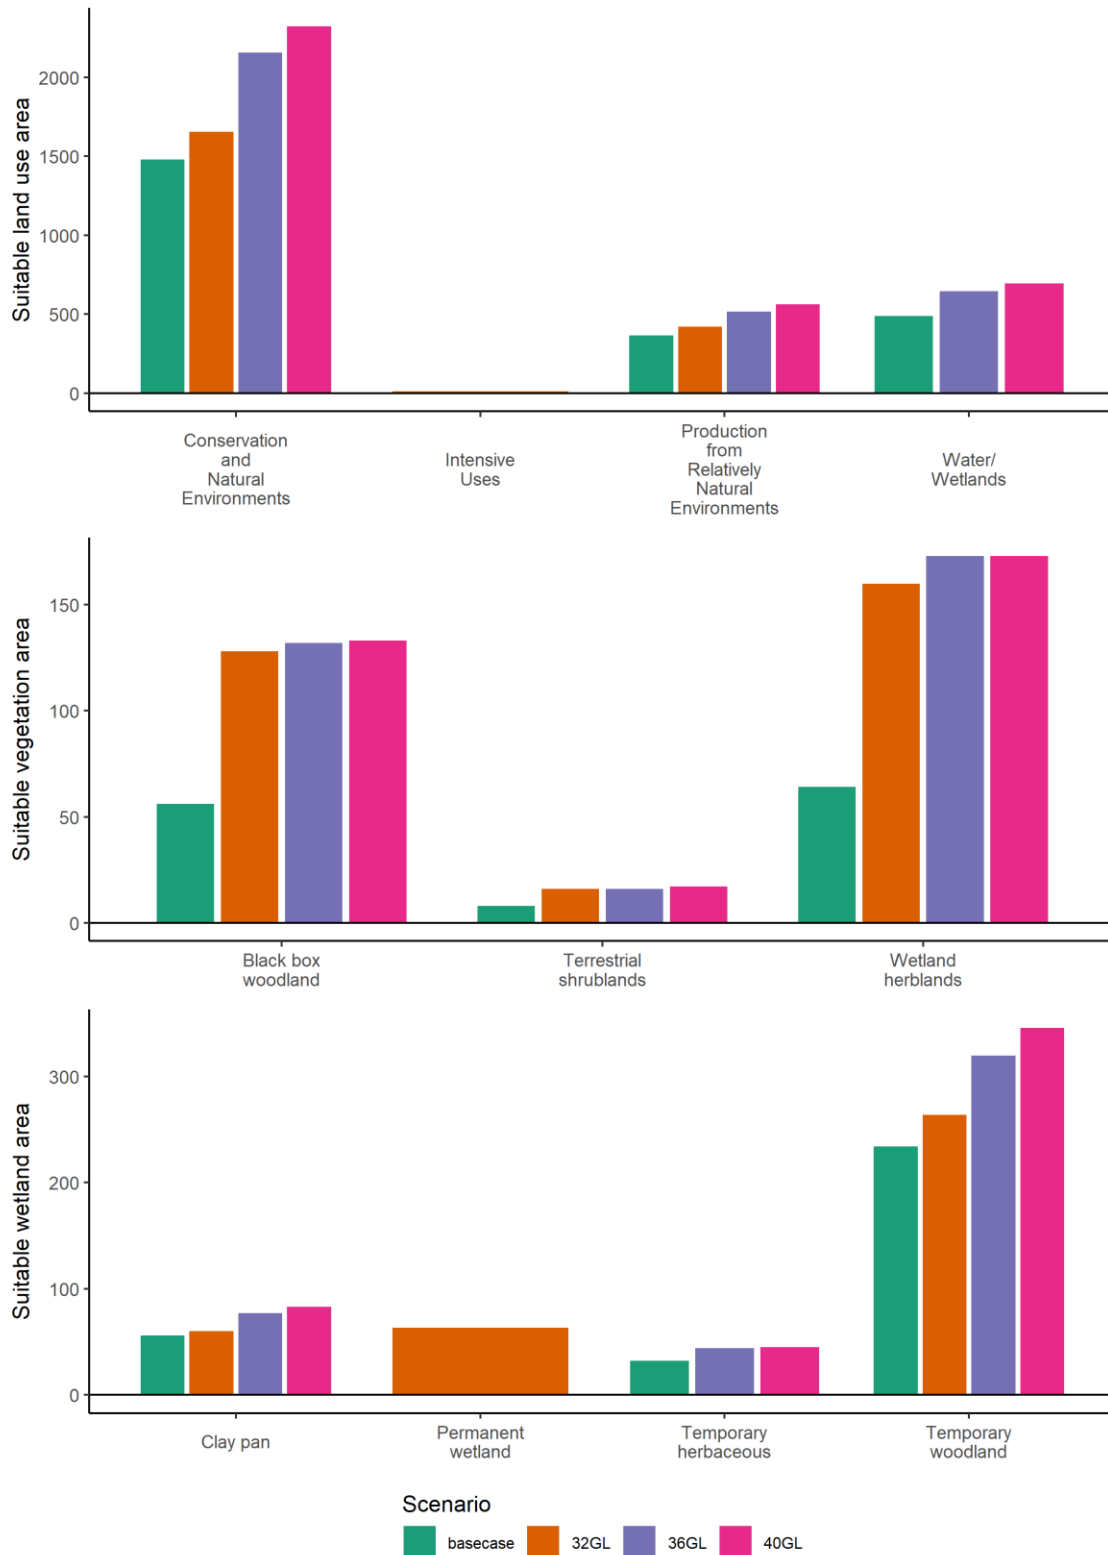 Suitable land use area
2000
1500
1000
500
0
Conservation
and
Natural
Environments
Intensive
Uses
Production
from
Relatively
Natural
Environments
Water/
Wetlands
Suitable vegetation area
150
100
50
0
Black box
woodland
Terrestrial
shrublands
Wetland
herblands
Suitable wetland area
300
200
100
0
Clay pan
Permanent
wetland
Temporary
herbaceous
Temporary
woodland
Scenario
basecase
32GL
36GL
40GL